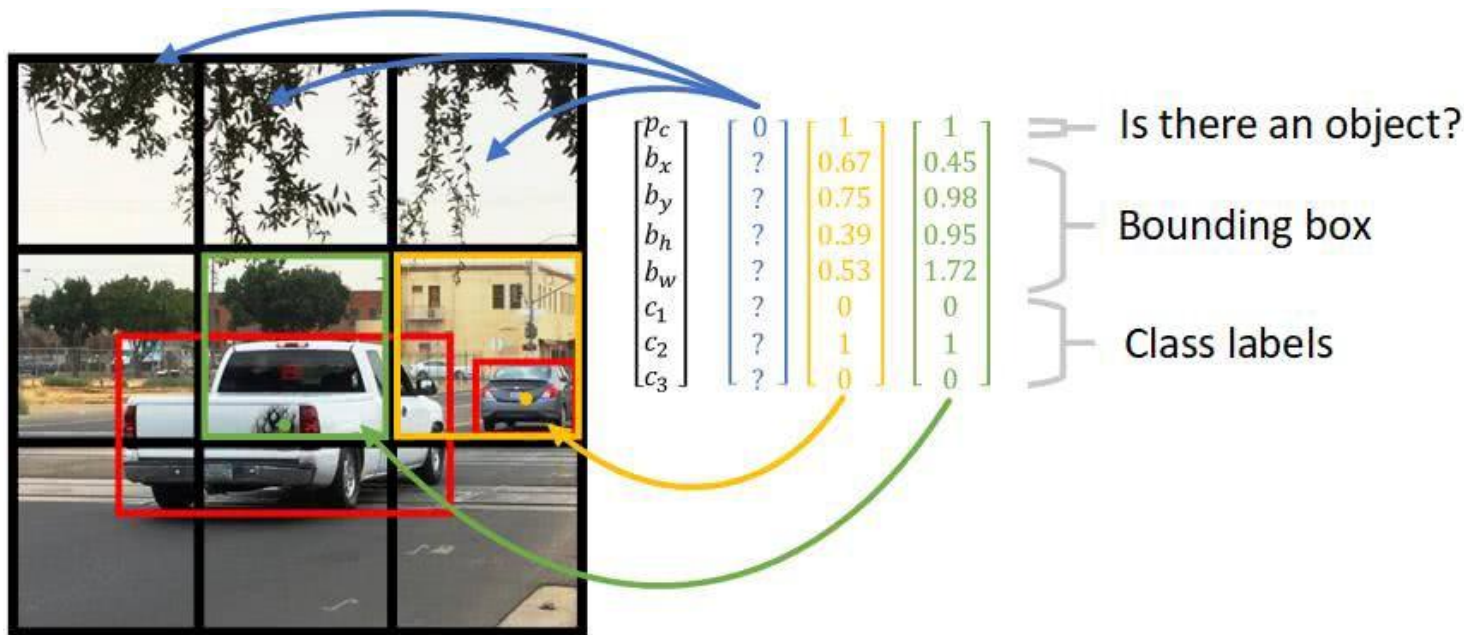 p_c 0 1 1 Is there an object?
b_x ? 0.67 0.45
b_y ? 0.75 0.98
b_h ? 0.39 0.95 Bounding box
b_w ? 0.53 1.72
c_1 ? 0 0
c_2 ? 1 1 Class labels
c_3 ? 0 0